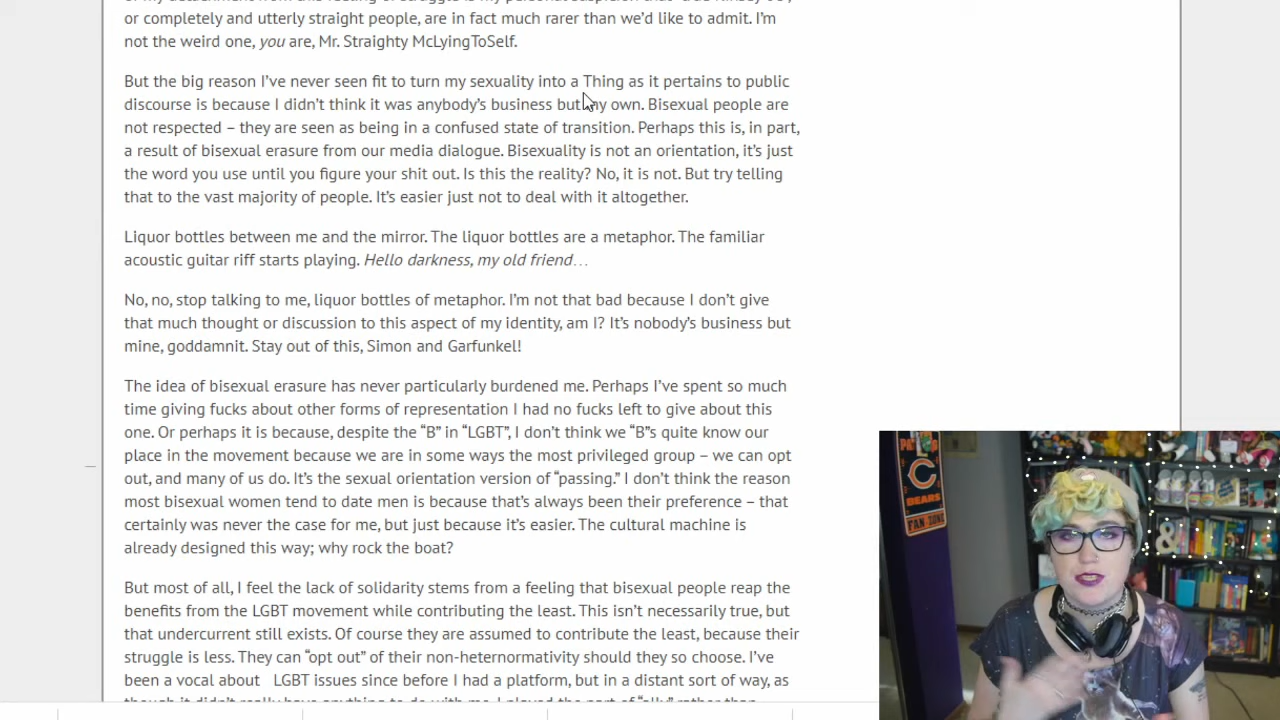 or completely and utterly straight people, are in fact much rarer than we'd like to admit. I'm
not the weird one, you are, Mr. Straighty McLyingToSelf.
But the big reason I've never seen fit to turn my sexuality into a Thing as it pertains to public
discourse is because I didn't think it was anybody's business but my own. Bisexual people are
not respected – they are seen as being in a confused state of transition. Perhaps this is, in part,
a result of bisexual erasure from our media dialogue. Bisexuality is not an orientation, it's just
the word you use until you figure your shit out. Is this the reality? No, it is not. But try telling
that to the vast majority of people. It's easier just not to deal with it altogether.
Liquor bottles between me and the mirror. The liquor bottles are a metaphor. The familiar
acoustic guitar riff starts playing. Hello darkness, my old friend…
No, no, stop talking to me, liquor bottles of metaphor. I'm not that bad because I don't give
that much thought or discussion to this aspect of my identity, am I? It's nobody's business but
mine, goddamnit. Stay out of this, Simon and Garfunkel!
The idea of bisexual erasure has never particularly burdened me. Perhaps I've spent so much
time giving fucks about other forms of representation I had no fucks left to give about this
one. Or perhaps it is because, despite the “B” in “LGBT”, I don't think we “B”s quite know our
place in the movement because we are in some ways the most privileged group – we can opt
out, and many of us do. It's the sexual orientation version of “passing.” I don't think the reason
most bisexual women tend to date men is because that's always been their preference – that
certainly was never the case for me, but just because it's easier. The cultural machine is
already designed this way; why rock the boat?
But most of all, I feel the lack of solidarity stems from a feeling that bisexual people reap the
benefits from the LGBT movement while contributing the least. This isn't necessarily true, but
that undercurrent still exists. Of course they are assumed to contribute the least, because their
struggle is less. They can “opt out” of their non-heternormativity should they so choose. I've
been a vocal about LGBT issues since before I had a platform, but in a distant sort of way, as
BEARS
FAN ZONE
&